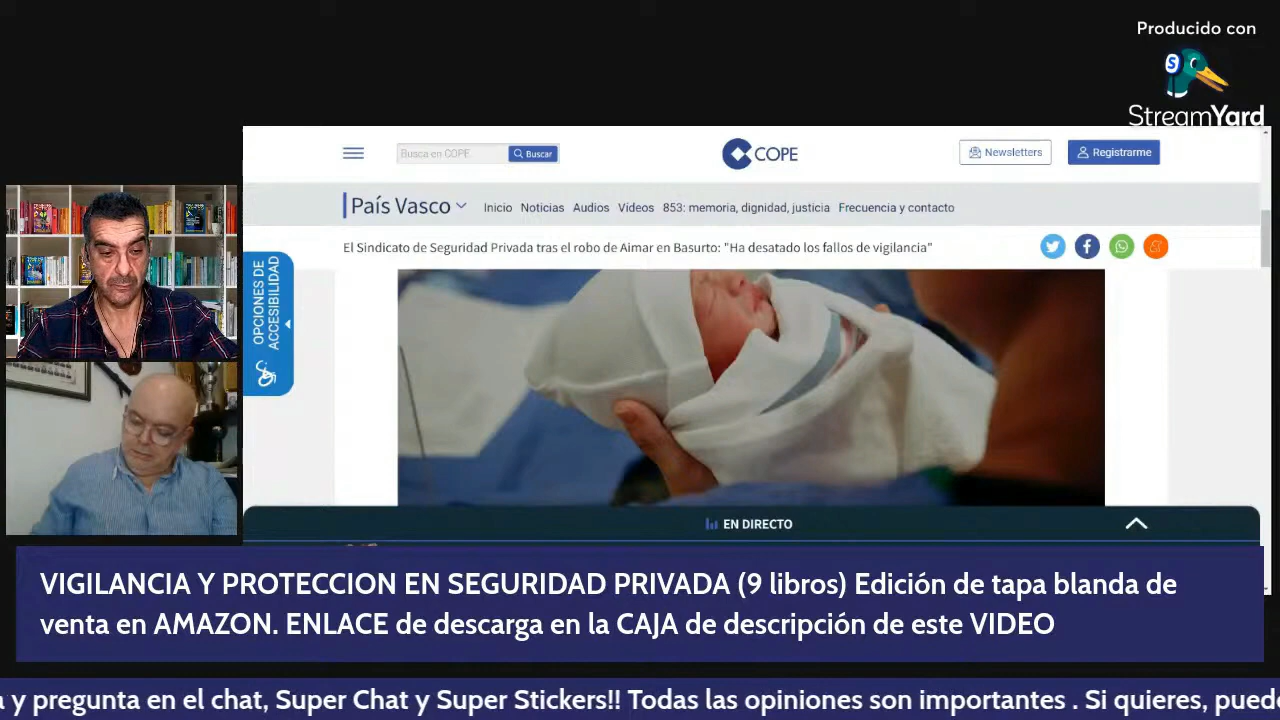 Producido con
StreamYard
Busca en COPE
Buscar
COPE
Newsletters
Registrarme
País Vasco
Inicio Noticias Audios Vídeos 853: memoria, dignidad, justicia Frecuencia y contacto
El Sindicato de Seguridad Privada tras el robo de Aimar en Basurto: "Ha desatado los fallos de vigilancia"
OPCIONES DE
ACCESIBILIDAD
EN DIRECTO
VIGILANCIA Y PROTECCION EN SEGURIDAD PRIVADA (9 libros) Edición de tapa blanda de
venta en AMAZON. ENLACE de descarga en la CAJA de descripción de este VIDEO
a y pregunta en el chat, Super Chat y Super Stickers!! Todas las opiniones son importantes . Si quieres, pued